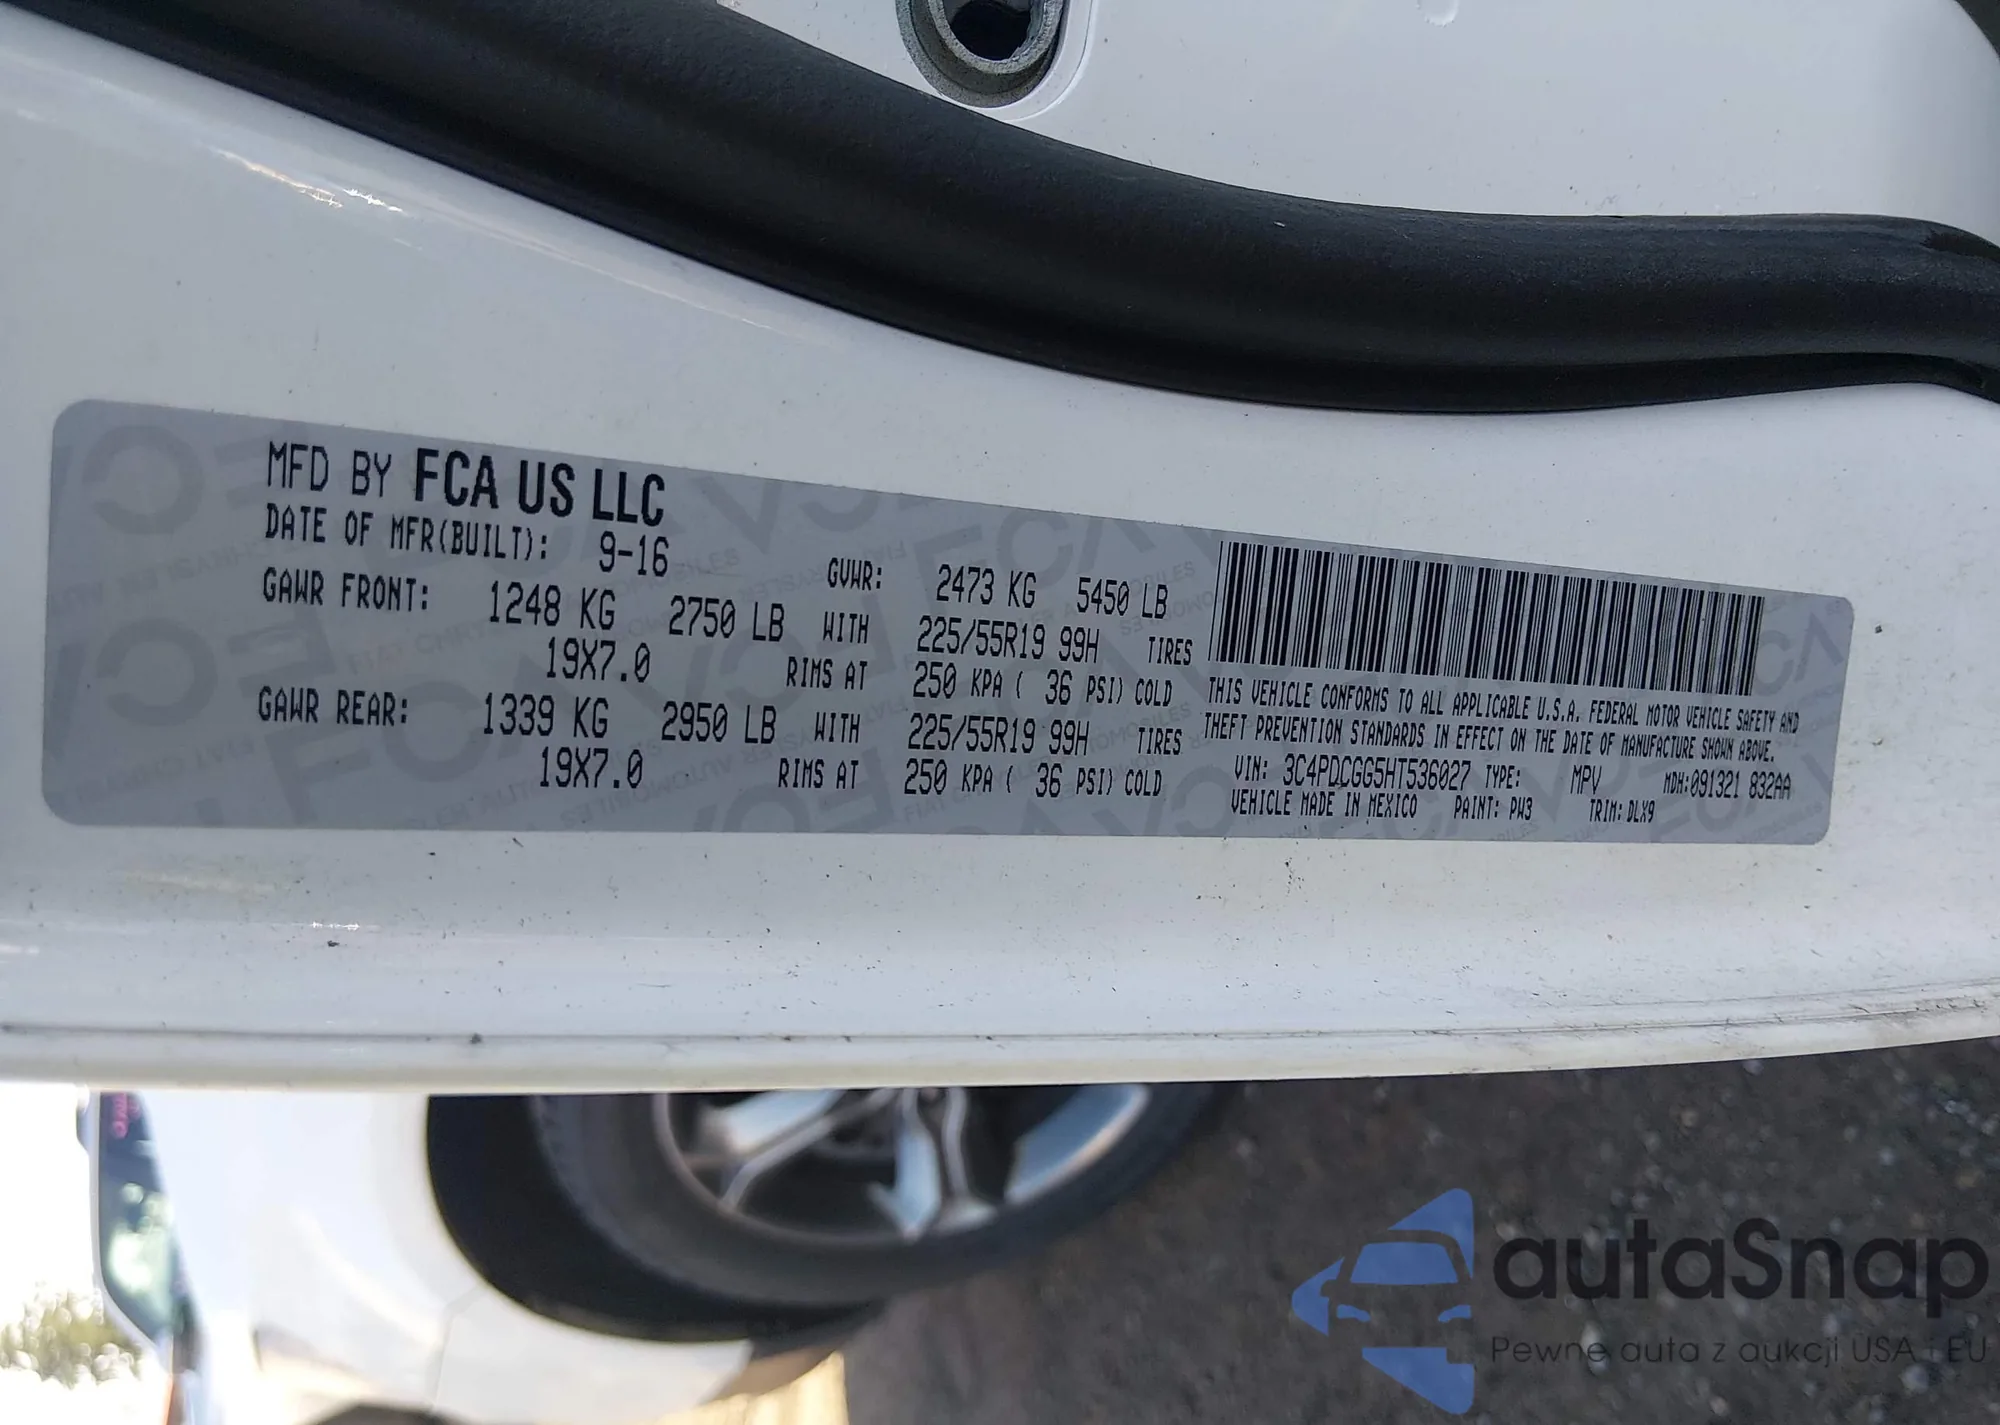 MFD BY FCA US LLC
DATE OF MFR(BUILT): 9-16
GVWR: 2473 KG 5450 LB
GAWR FRONT: 1248 KG 2750 LB WITH 225/55R19 99H TIRES
19X7.0 RIMS AT 250 KPA ( 36 PSI) COLD
GAWR REAR: 1339 KG 2950 LB WITH 225/55R19 99H TIRES
19X7.0 RIMS AT 250 KPA ( 36 PSI) COLD
THIS VEHICLE CONFORMS TO ALL APPLICABLE U.S.A. FEDERAL MOTOR VEHICLE SAFETY AND
THEFT PREVENTION STANDARDS IN EFFECT ON THE DATE OF MANUFACTURE SHOWN ABOVE.
VIN: 3C4PDCGG5HT536027 TYPE: MPV MDH:091321 832AA
VEHICLE MADE IN MEXICO PAINT: PW3 TRIM: DLX9
autoSnap
Pewne auta z aukcji USA i EU